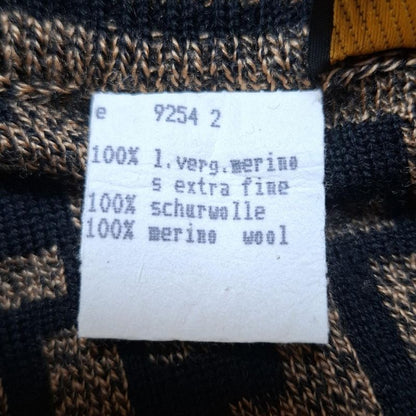 e 9254 2
100% l.verg.merino
s extra fine
100% schurwolle
100% merino wool